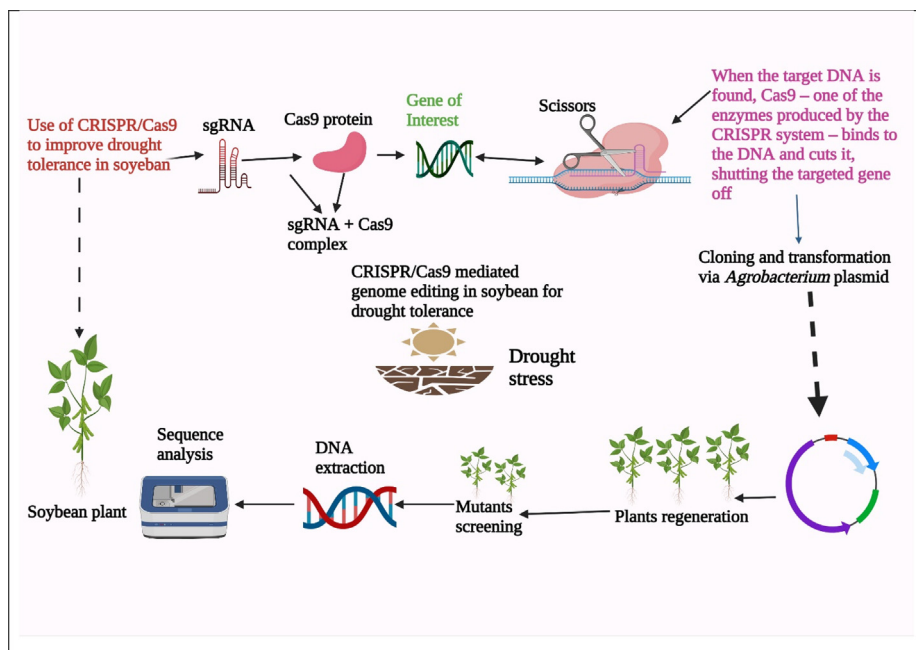 Use of CRISPR/Cas9
to improve drought
tolerance in soyeban
sgRNA
Cas9 protein
sgRNA + Cas9
complex
Gene of
Interest
Scissors
When the target DNA is
found, Cas9 – one of the
enzymes produced by the
CRISPR system – binds to
the DNA and cuts it,
shutting the targeted gene
off
Cloning and transformation
via Agrobacterium plasmid
CRISPR/Cas9 mediated
genome editing in soybean for
drought tolerance
Drought
stress
Soybean plant
Sequence
analysis
DNA
extraction
Mutants
screening
Plants regeneration